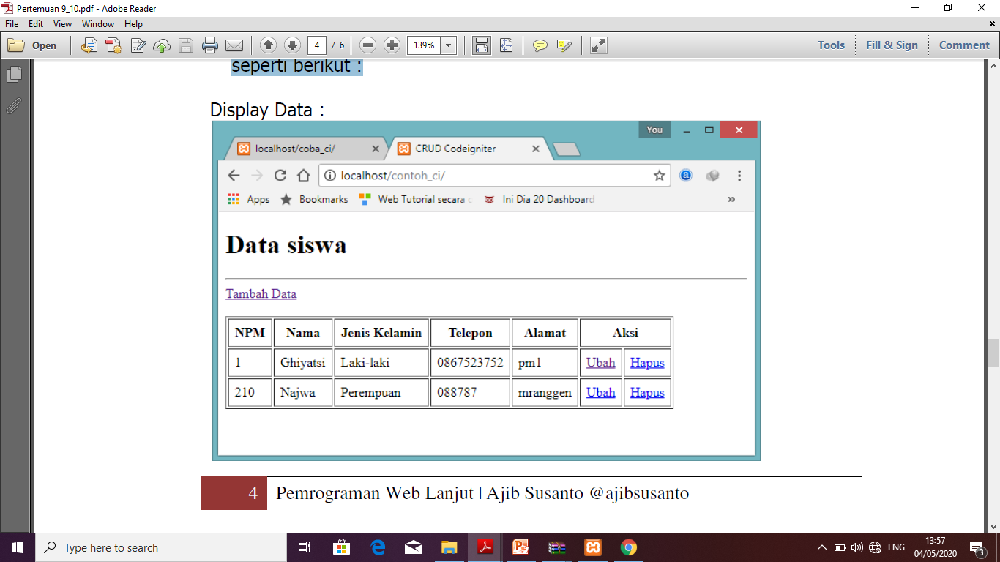 Pertemuan 9_10.pdf - Adobe Reader
File Edit View Window Help
Open 4 / 6 139% Tools Fill & Sign Comment
seperti berikut :
Display Data :
You
localhost/coba_ci/ CRUD Codeigniter
localhost/contoh_ci/
Apps Bookmarks Web Tutorial secara Ini Dia 20 Dashboard
Data siswa
Tambah Data
NPM Nama Jenis Kelamin Telepon Alamat Aksi
1 Ghiyatsi Laki-laki 0867523752 pm1 Ubah Hapus
210 Najwa Perempuan 088787 mranggen Ubah Hapus
4 Pemrograman Web Lanjut | Ajib Susanto @ajibsusanto
Type here to search
ENG
13:57
04/05/2020
3